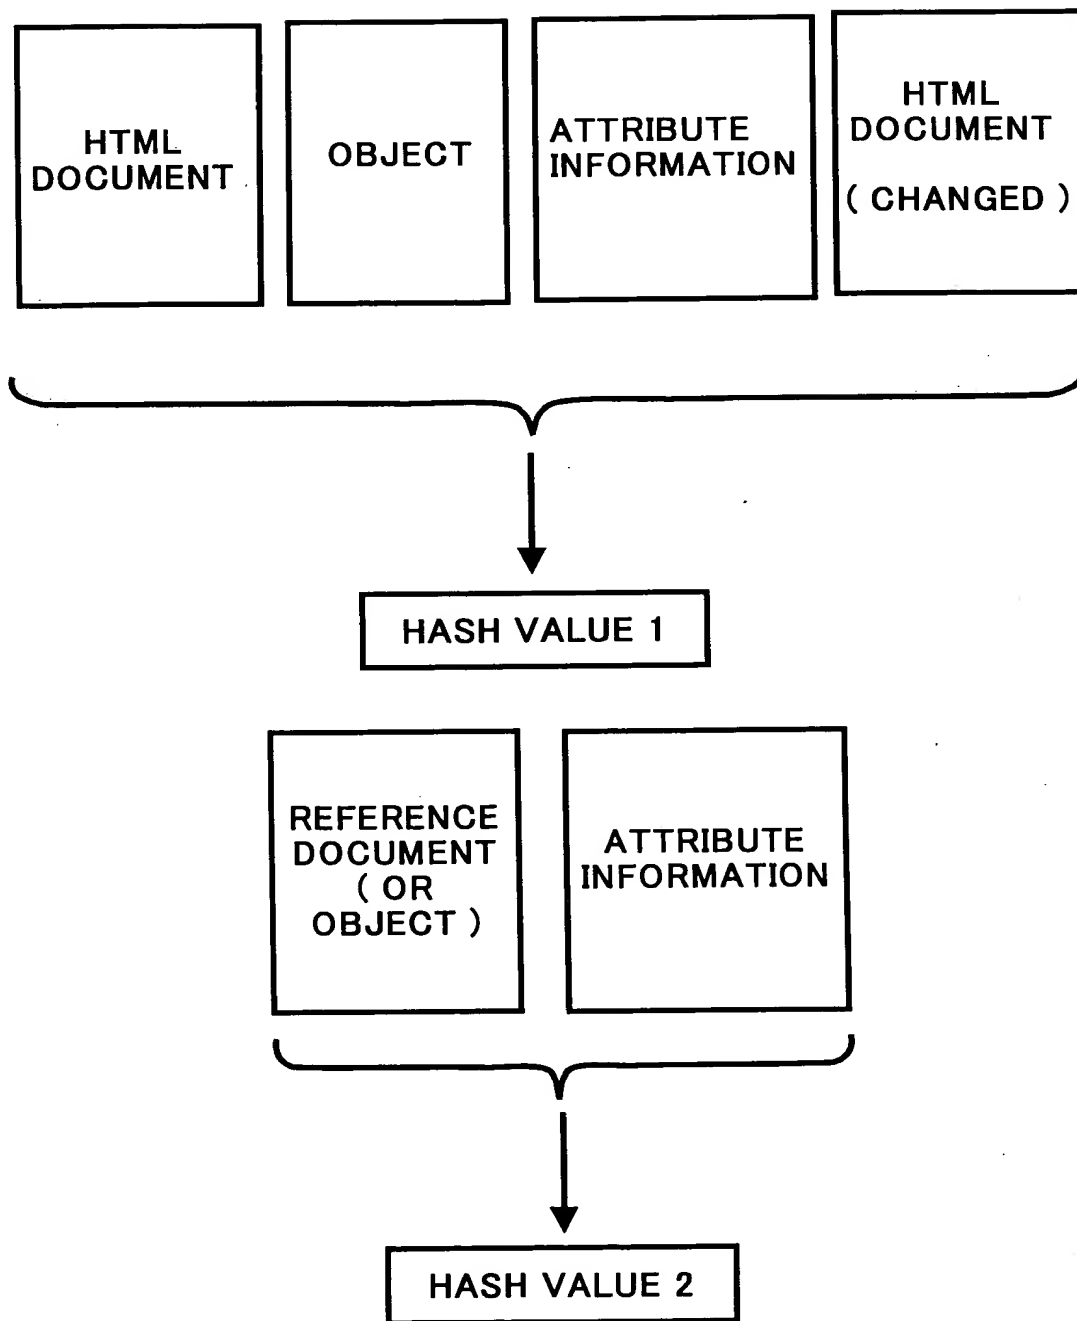 HTML
DOCUMENT
OBJECT
ATTRIBUTE
INFORMATION
HTML
DOCUMENT
( CHANGED )
HASH VALUE 1
REFERENCE
DOCUMENT
( OR
OBJECT )
ATTRIBUTE
INFORMATION
HASH VALUE 2